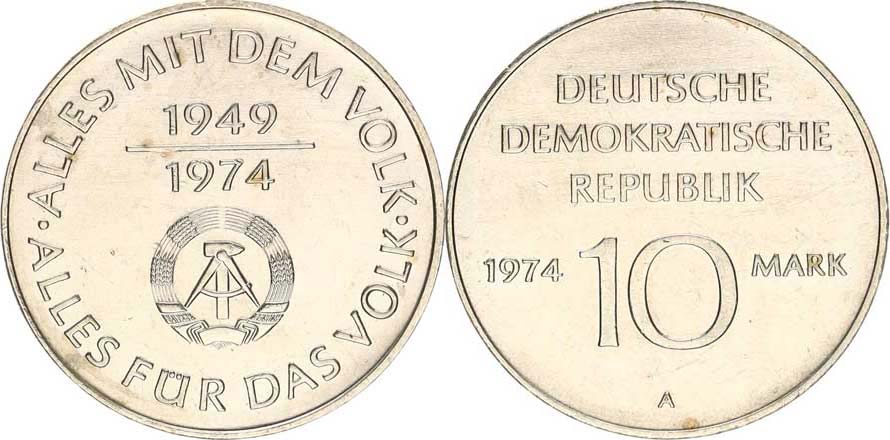 ALLES MIT DEM VOLK · ALLES FÜR DAS VOLK ·
1949
1974
DEUTSCHE
DEMOKRATISCHE
REPUBLIK
1974 10 MARK
A